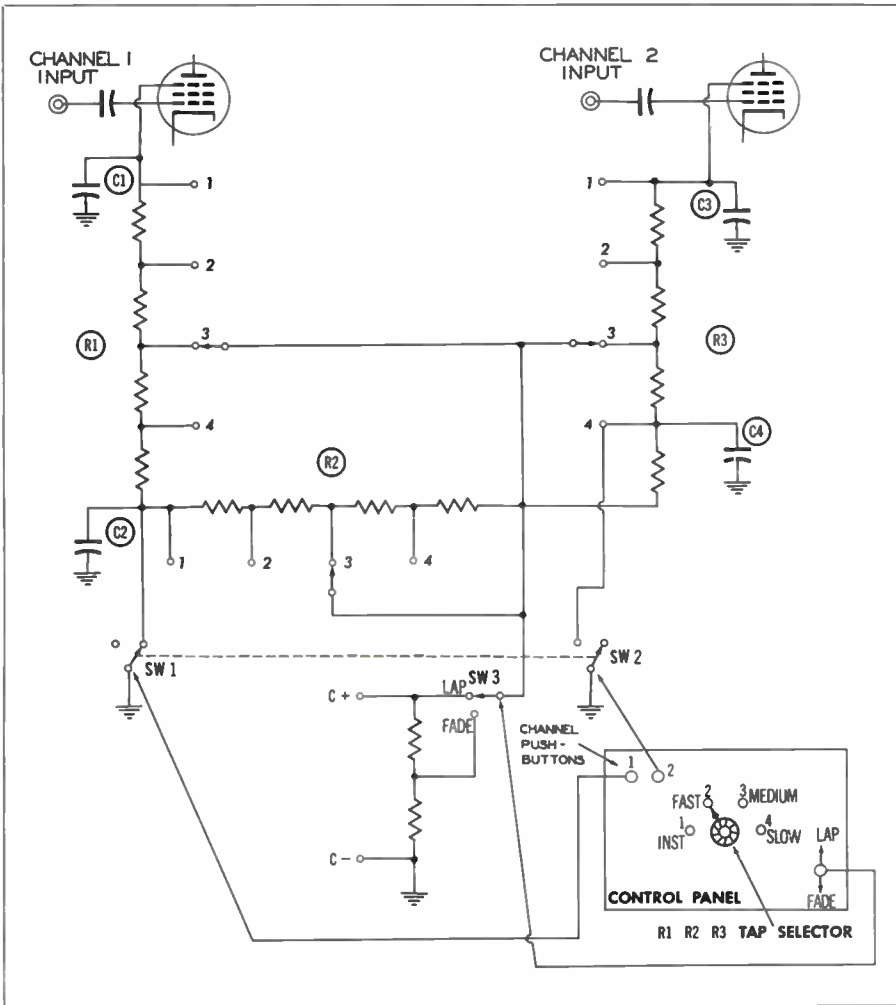 CHANNEL 1
INPUT
CHANNEL 2
INPUT
C1
1
1
C3
2
2
R1
3
3
R3
4
4
C4
R2
C2
1
2
3
4
SW 1
SW 2
C +
LAP
SW 3
FADE
C -
CHANNEL
PUSH-
BUTTONS
1
2
FAST
2
3
MEDIUM
1
INST
4
SLOW
LAP
FADE
CONTROL PANEL
R1 R2 R3 TAP SELECTOR